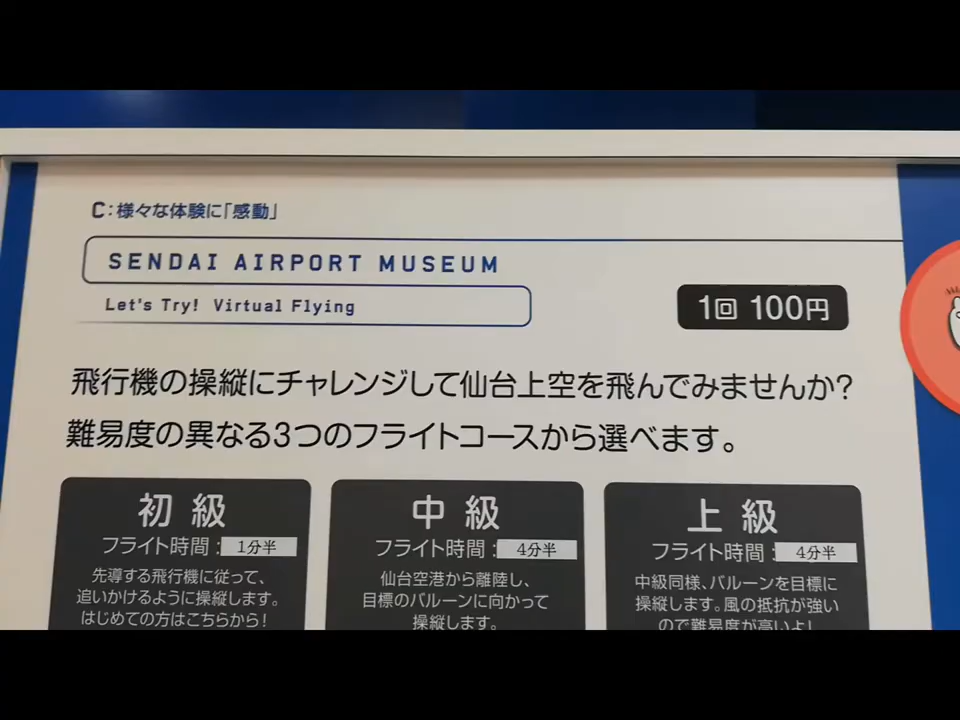 C:様々な体験に「感動」
SENDAI AIRPORT MUSEUM
Let's Try! Virtual Flying
1回 100円
飛行機の操縦にチャレンジして仙台上空を飛んでみませんか?
難易度の異なる3つのフライトコースから選べます。
初級
フライト時間:1分半
先導する飛行機に従って、
追いかけるように操縦します。
はじめての方はこちらから!
中級
フライト時間:4分半
仙台空港から離陸し、
目標のバルーンに向かって
操縦します。
上級
フライト時間:4分半
中級同様、バルーンを目標に
操縦します。風の抵抗が強い
ので難易度が高いよ!